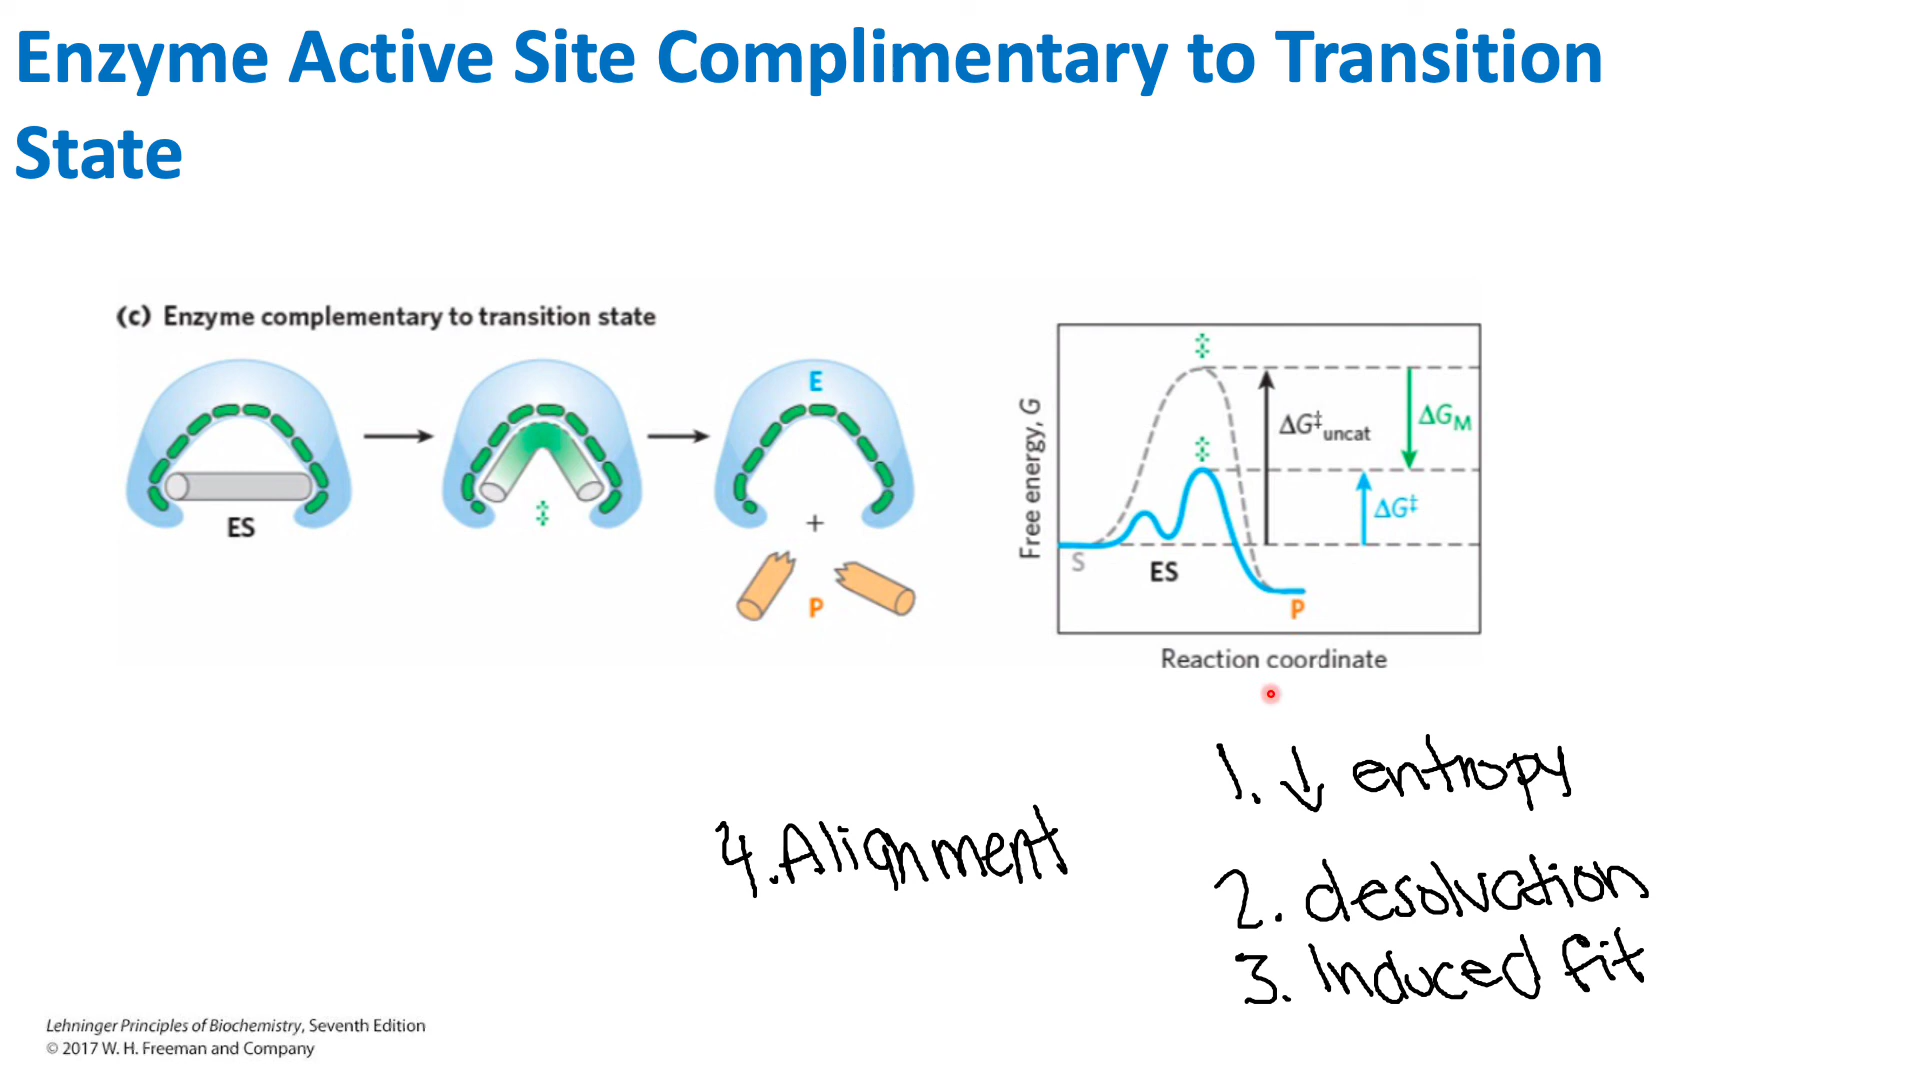 Enzyme Active Site Complimentary to Transition
State
(c) Enzyme complementary to transition state
ES
‡
E
+
P
Free energy, G
‡
‡
ΔG‡uncat
ΔGM
ΔG‡
S
ES
P
Reaction coordinate
1. ↓ entropy
4. Alignment
2. desolvation
3. Induced fit
Lehninger Principles of Biochemistry, Seventh Edition
© 2017 W. H. Freeman and Company